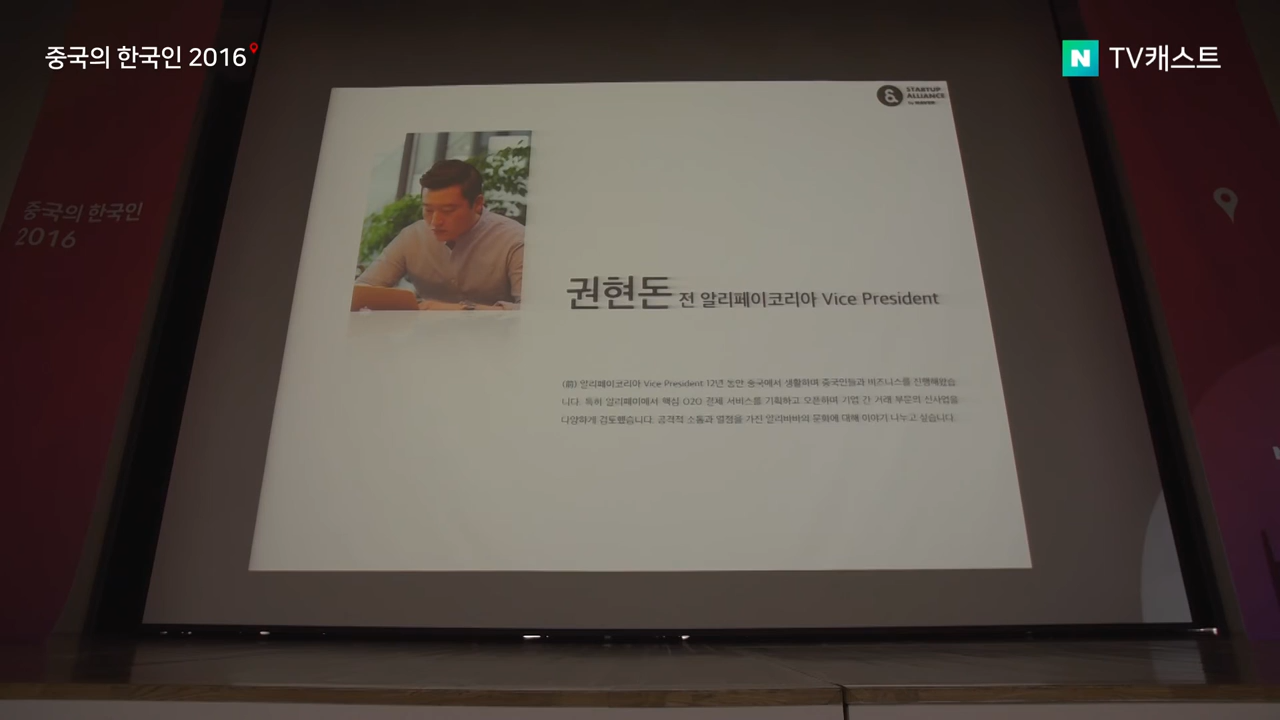 중국의 한국인 2016
N TV캐스트
STARTUP
ALLIANCE
중국의 한국인
2016
권현돈 전 알리페이코리아 Vice President
(前) 알리페이코리아 Vice President 12년 동안 중국에서 생활하며 중국인들과 비즈니스를 진행해왔습
니다. 특히 알리페이에서 핵심 O2O 결제 서비스를 기획하고 오픈하며 기업 간 거래 부문의 신사업을
다양하게 검토했습니다. 공격적 소통과 열정을 가진 알리바바의 문화에 대해 이야기 나누고 싶습니다.